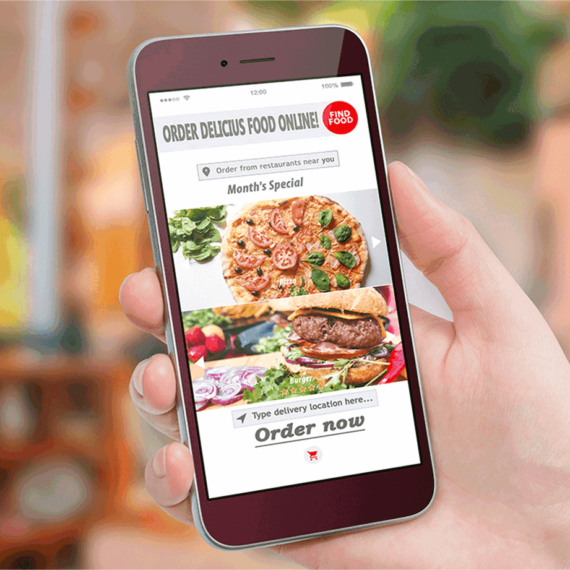 12:00
100%
ORDER DELICIUS FOOD ONLINE!
FIND
FOOD
Order from restaurants near you
Month's Special
Pizza
Burger
Type delivery location here...
Order now